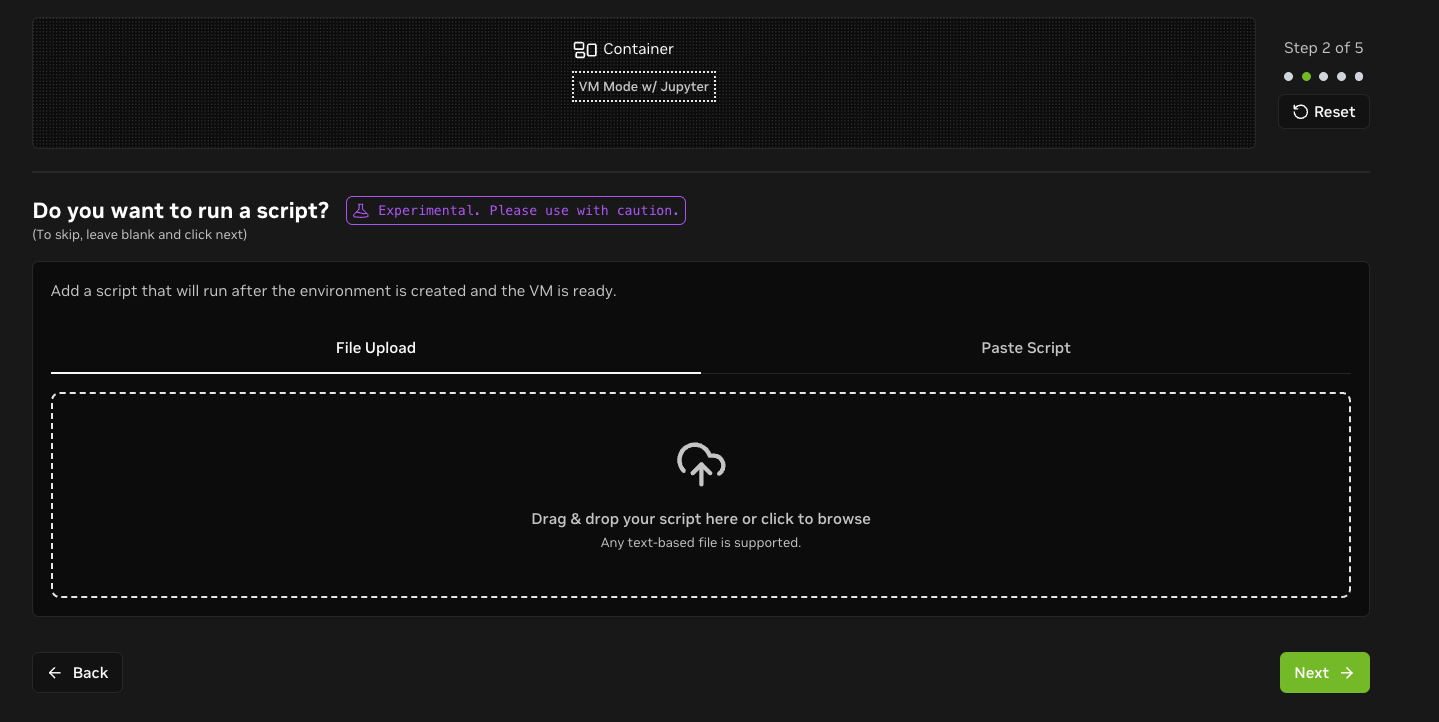 Container
VM Mode w/ Jupyter
Step 2 of 5
Reset
Do you want to run a script?
Experimental. Please use with caution.
(To skip, leave blank and click next)
Add a script that will run after the environment is created and the VM is ready.
File Upload
Paste Script
Drag & drop your script here or click to browse
Any text-based file is supported.
Back
Next